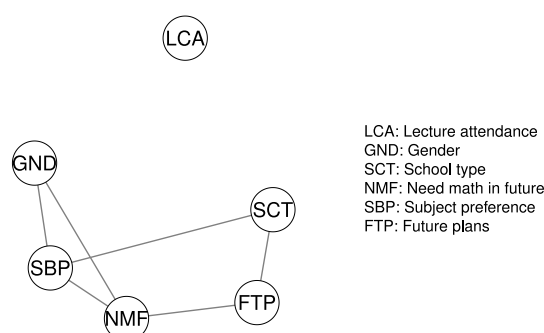 LCA
GND
SCT
SBP
NMF
FTP
LCA: Lecture attendance
GND: Gender
SCT: School type
NMF: Need math in future
SBP: Subject preference
FTP: Future plans